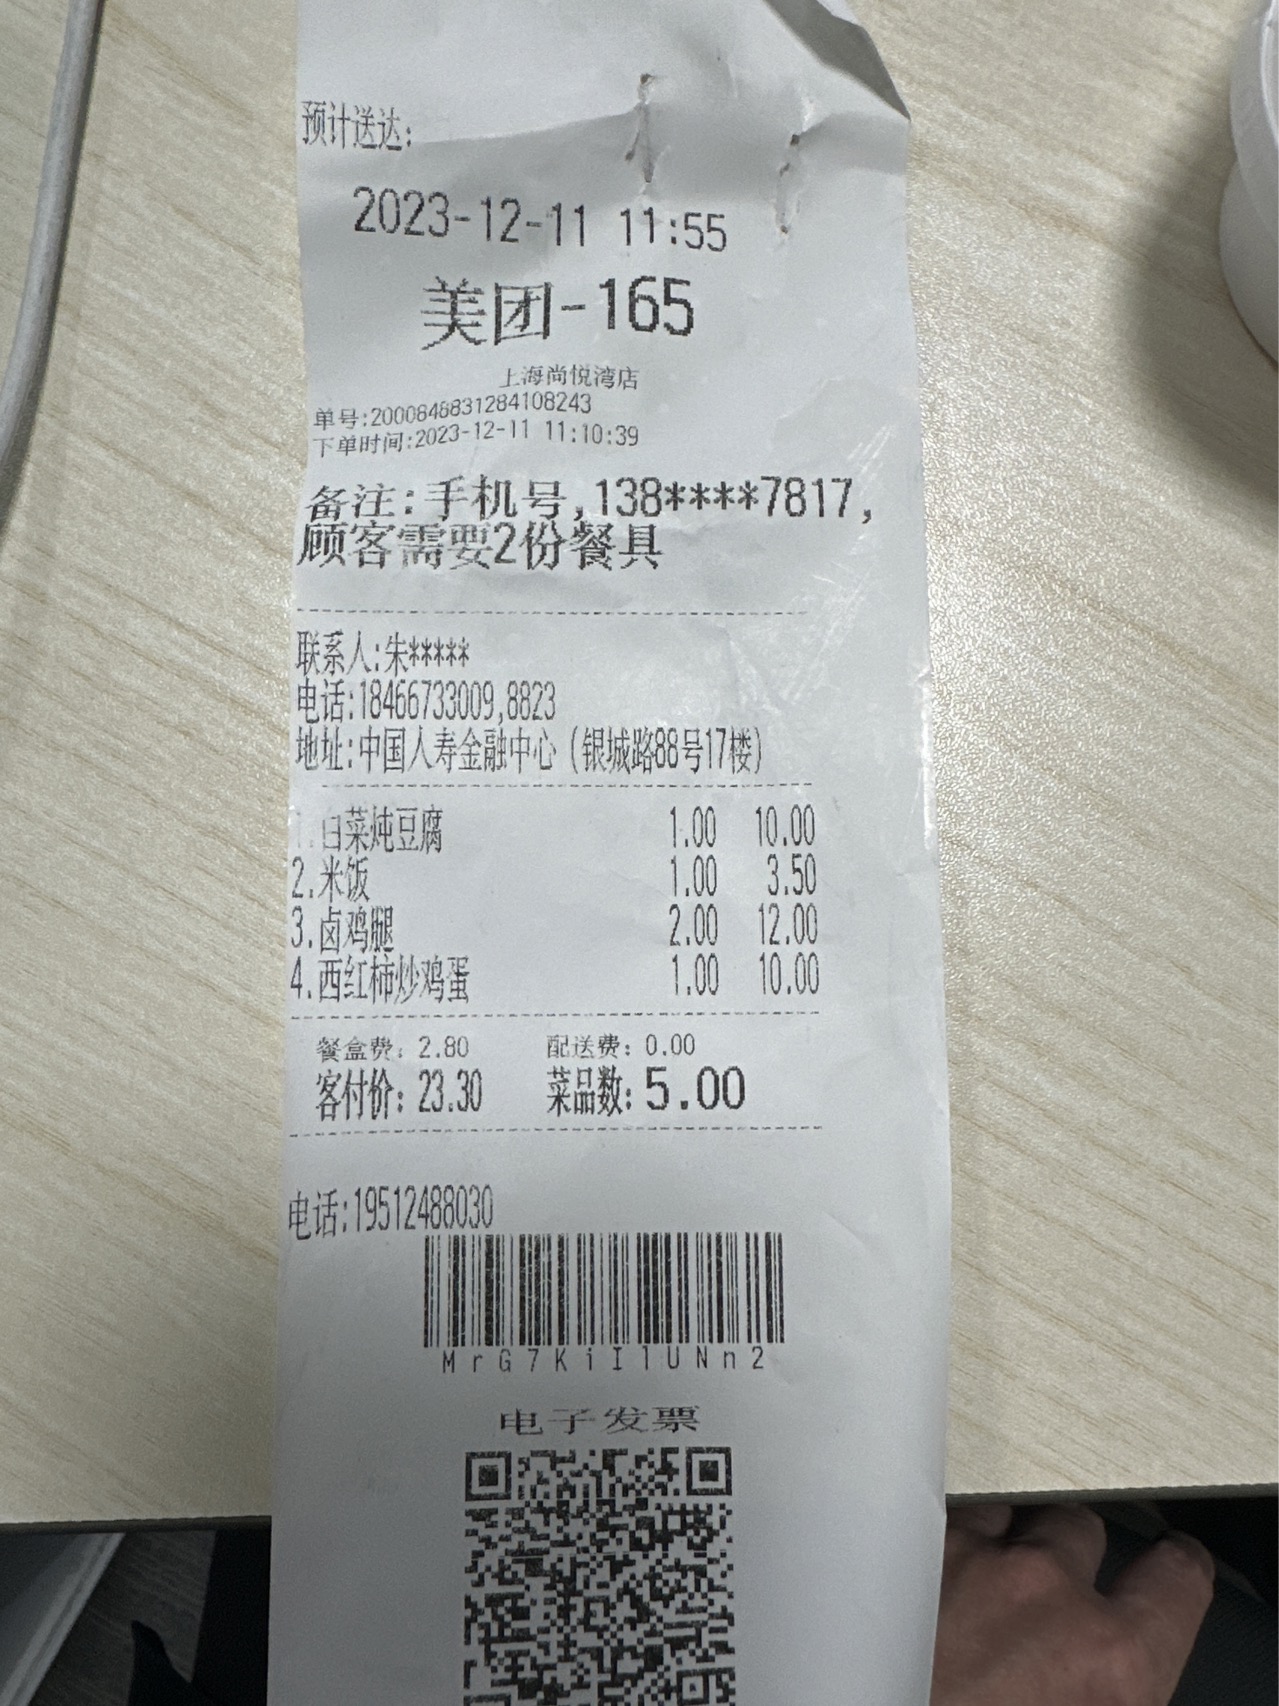 预计送达:
2023-12-11 11:55
美团-165
上海尚悦湾店
单号:2000848831284108243
下单时间:2023-12-11 11:10:39
备注:手机号,138****7817,
顾客需要2份餐具
联系人:朱*****
电话:18466733009,8823
地址:中国人寿金融中心(银城路88号17楼)
1.白菜炖豆腐 1.00 10.00
2.米饭 1.00 3.50
3.卤鸡腿 2.00 12.00
4.西红柿炒鸡蛋 1.00 10.00
餐盒费: 2.80 配送费: 0.00
客付价: 23.30 菜品数: 5.00
电话:19512488030
MrG7KiIlUNn2
电子发票